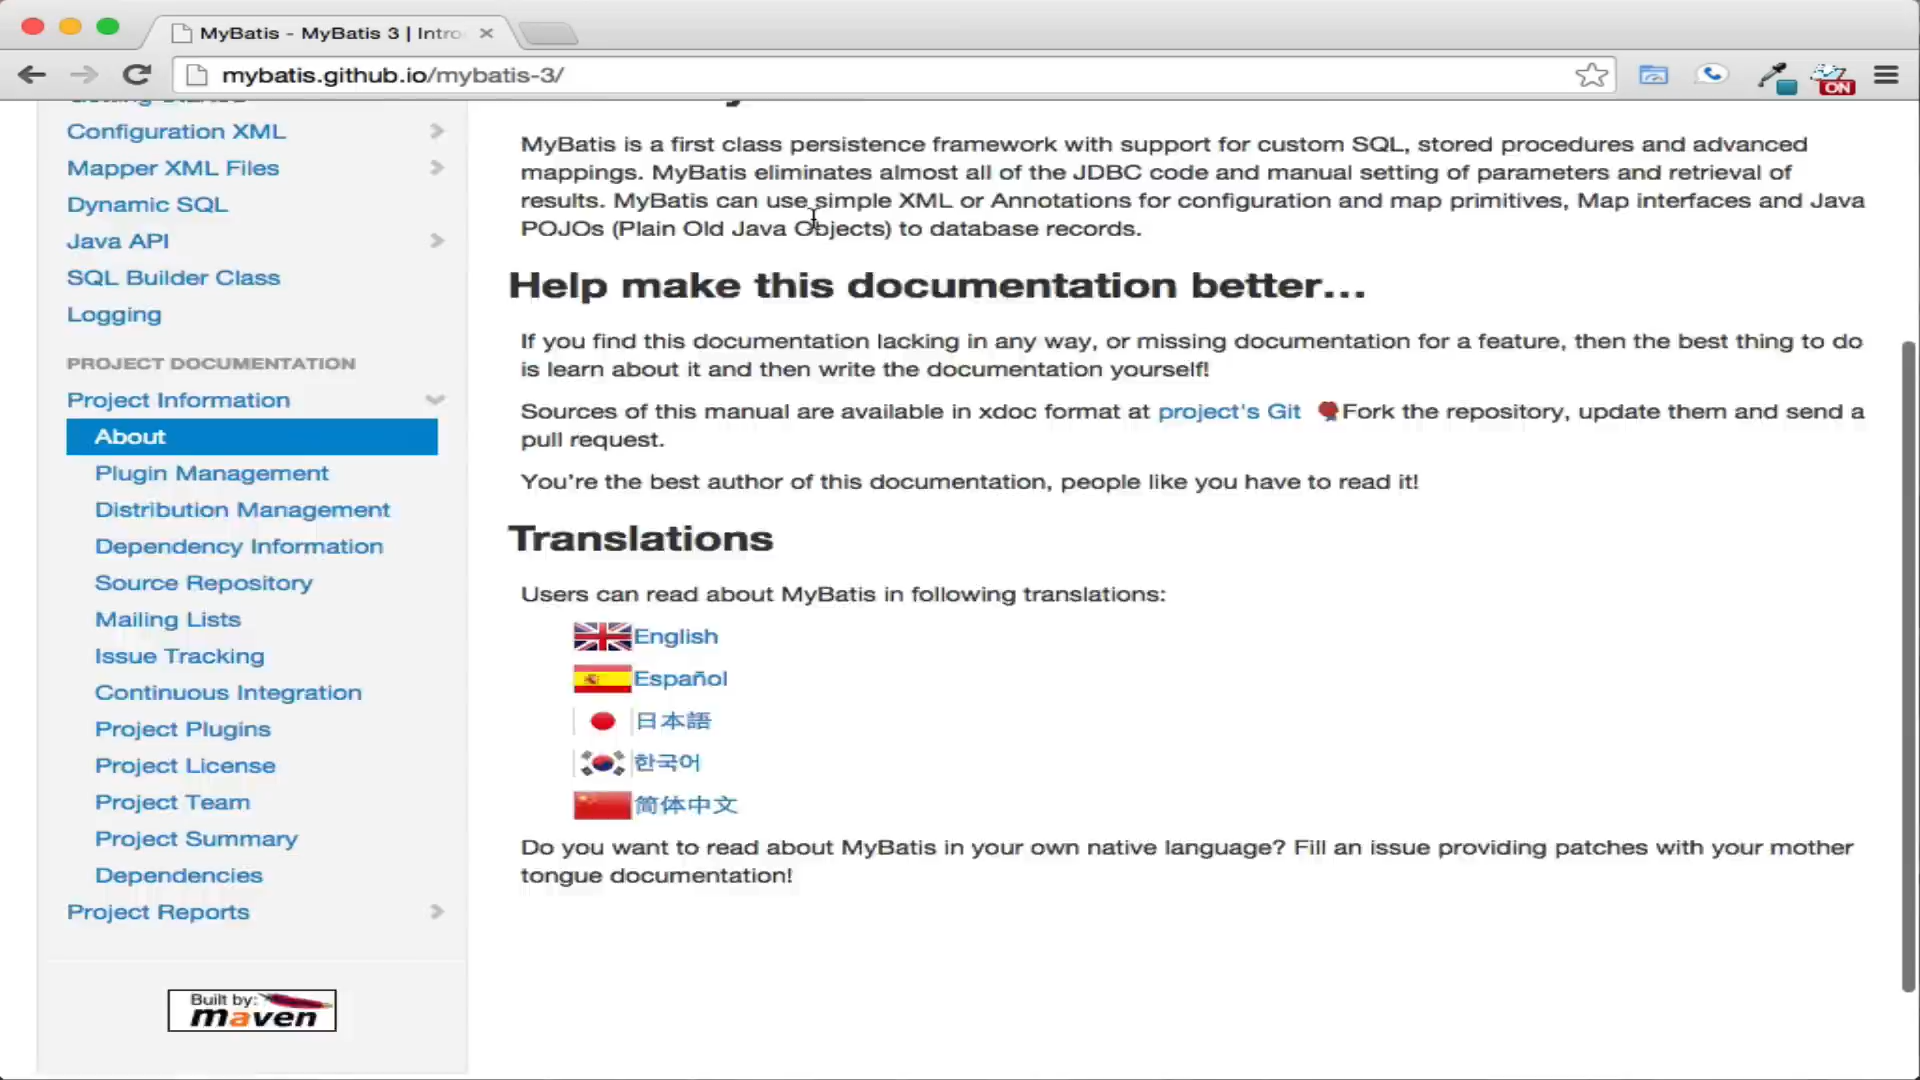 MyBatis - MyBatis 3 | Intro
mybatis.github.io/mybatis-3/
ON
Configuration XML
Mapper XML Files
Dynamic SQL
Java API
SQL Builder Class
Logging
PROJECT DOCUMENTATION
Project Information
About
Plugin Management
Distribution Management
Dependency Information
Source Repository
Mailing Lists
Issue Tracking
Continuous Integration
Project Plugins
Project License
Project Team
Project Summary
Dependencies
Project Reports
Built by:
maven
MyBatis is a first class persistence framework with support for custom SQL, stored procedures and advanced
mappings. MyBatis eliminates almost all of the JDBC code and manual setting of parameters and retrieval of
results. MyBatis can use simple XML or Annotations for configuration and map primitives, Map interfaces and Java
POJOs (Plain Old Java Objects) to database records.
Help make this documentation better...
If you find this documentation lacking in any way, or missing documentation for a feature, then the best thing to do
is learn about it and then write the documentation yourself!
Sources of this manual are available in xdoc format at project's Git Fork the repository, update them and send a
pull request.
You're the best author of this documentation, people like you have to read it!
Translations
Users can read about MyBatis in following translations:
English
Español
日本語
한국어
简体中文
Do you want to read about MyBatis in your own native language? Fill an issue providing patches with your mother
tongue documentation!